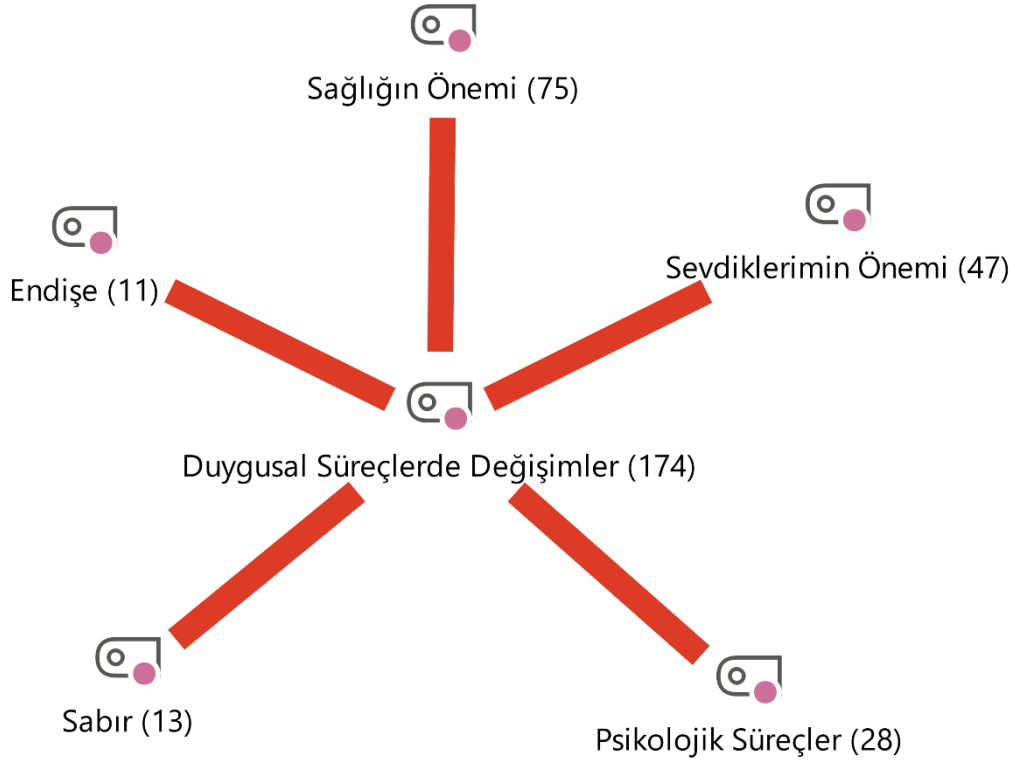 Sağlığın Önemi (75)
Sevdiklerimin Önemi (47)
Endişe (11)
Duygusal Süreçlerde Değişimler (174)
Sabır (13)
Psikolojik Süreçler (28)